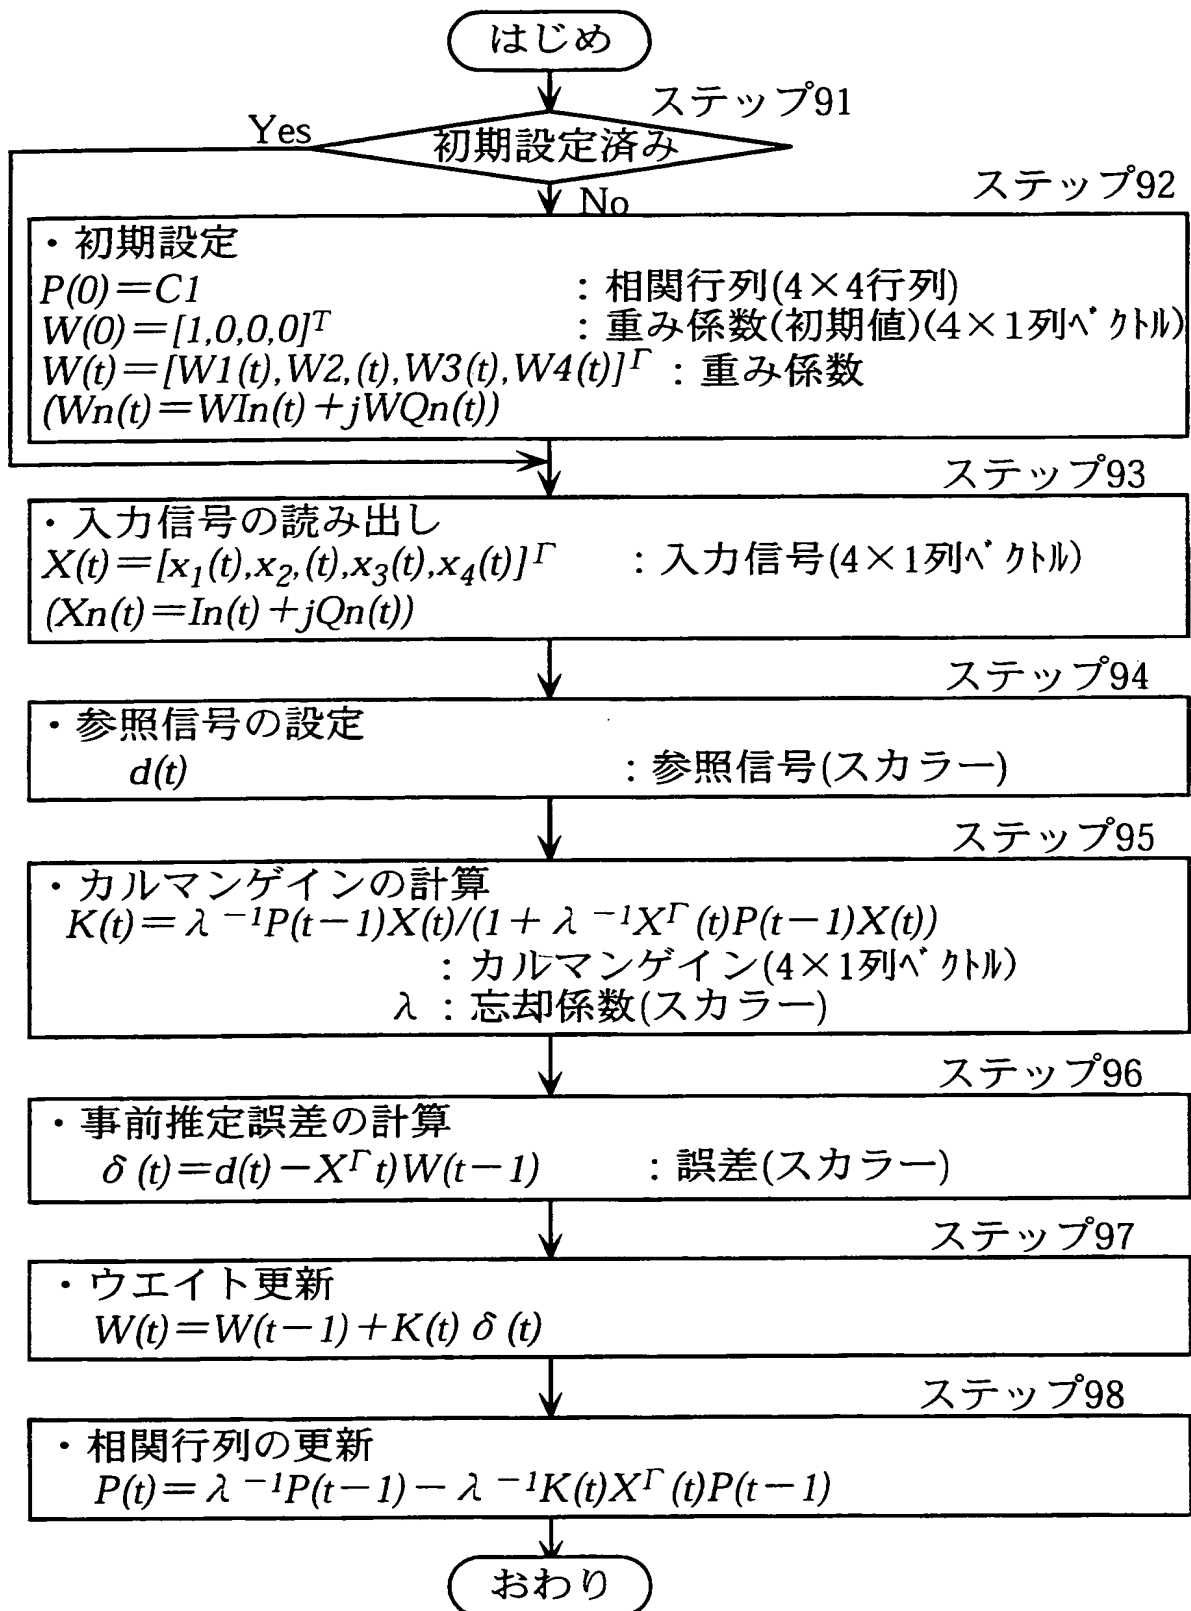 はじめ
ステップ91
Yes
初期設定済み
No
ステップ92
・初期設定
P(0)=C1 :相関行列(4×4行列)
W(0)=[1,0,0,0]ᵀ :重み係数(初期値)(4×1列ベクトル)
W(t)=[W1(t),W2,(t),W3(t),W4(t)]^Γ :重み係数
(Wn(t)=WIn(t)+jWQn(t))
ステップ93
・入力信号の読み出し
X(t)=[x₁(t),x₂,(t),x₃(t),x₄(t)]^Γ :入力信号(4×1列ベクトル)
(Xn(t)=In(t)+jQn(t))
ステップ94
・参照信号の設定
d(t) :参照信号(スカラー)
ステップ95
・カルマンゲインの計算
K(t)=λ⁻¹P(t−1)X(t)/(1+λ⁻¹X^Γ(t)P(t−1)X(t))
:カルマンゲイン(4×1列ベクトル)
λ:忘却係数(スカラー)
ステップ96
・事前推定誤差の計算
δ(t)=d(t)−X^Γt)W(t−1) :誤差(スカラー)
ステップ97
・ウエイト更新
W(t)=W(t−1)+K(t)δ(t)
ステップ98
・相関行列の更新
P(t)=λ⁻¹P(t−1)−λ⁻¹K(t)X^Γ(t)P(t−1)
おわり